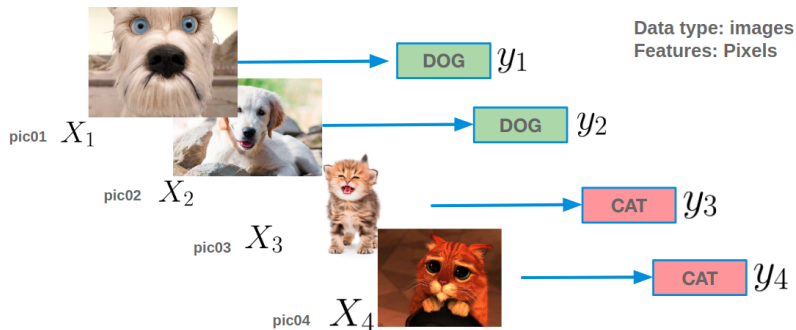 Data type: images
Features: Pixels
DOG y1
pic01 X1
DOG y2
pic02 X2
CAT y3
pic03 X3
CAT y4
pic04 X4